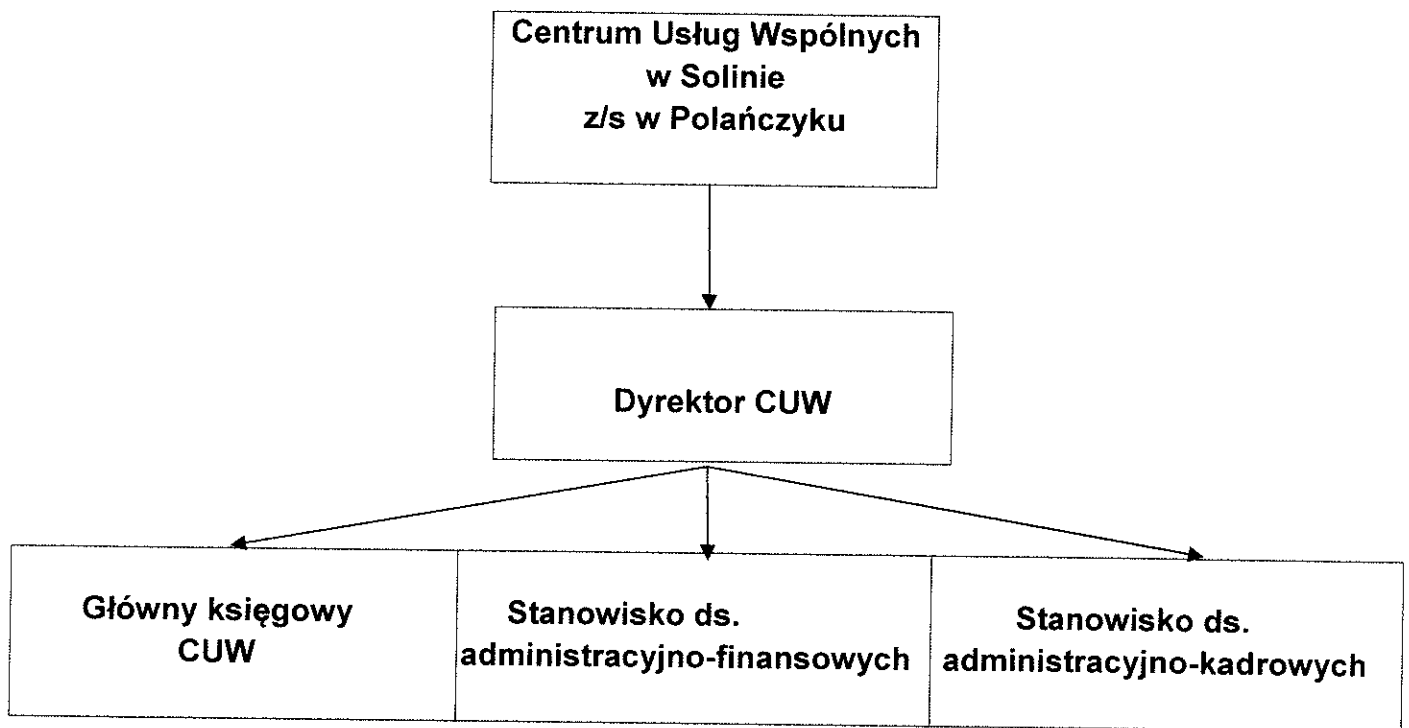 Centrum Usług Wspólnych
w Solinie
z/s w Polańczyku
Dyrektor CUW
Główny księgowy
CUW
Stanowisko ds.
administracyjno-finansowych
Stanowisko ds.
administracyjno-kadrowych